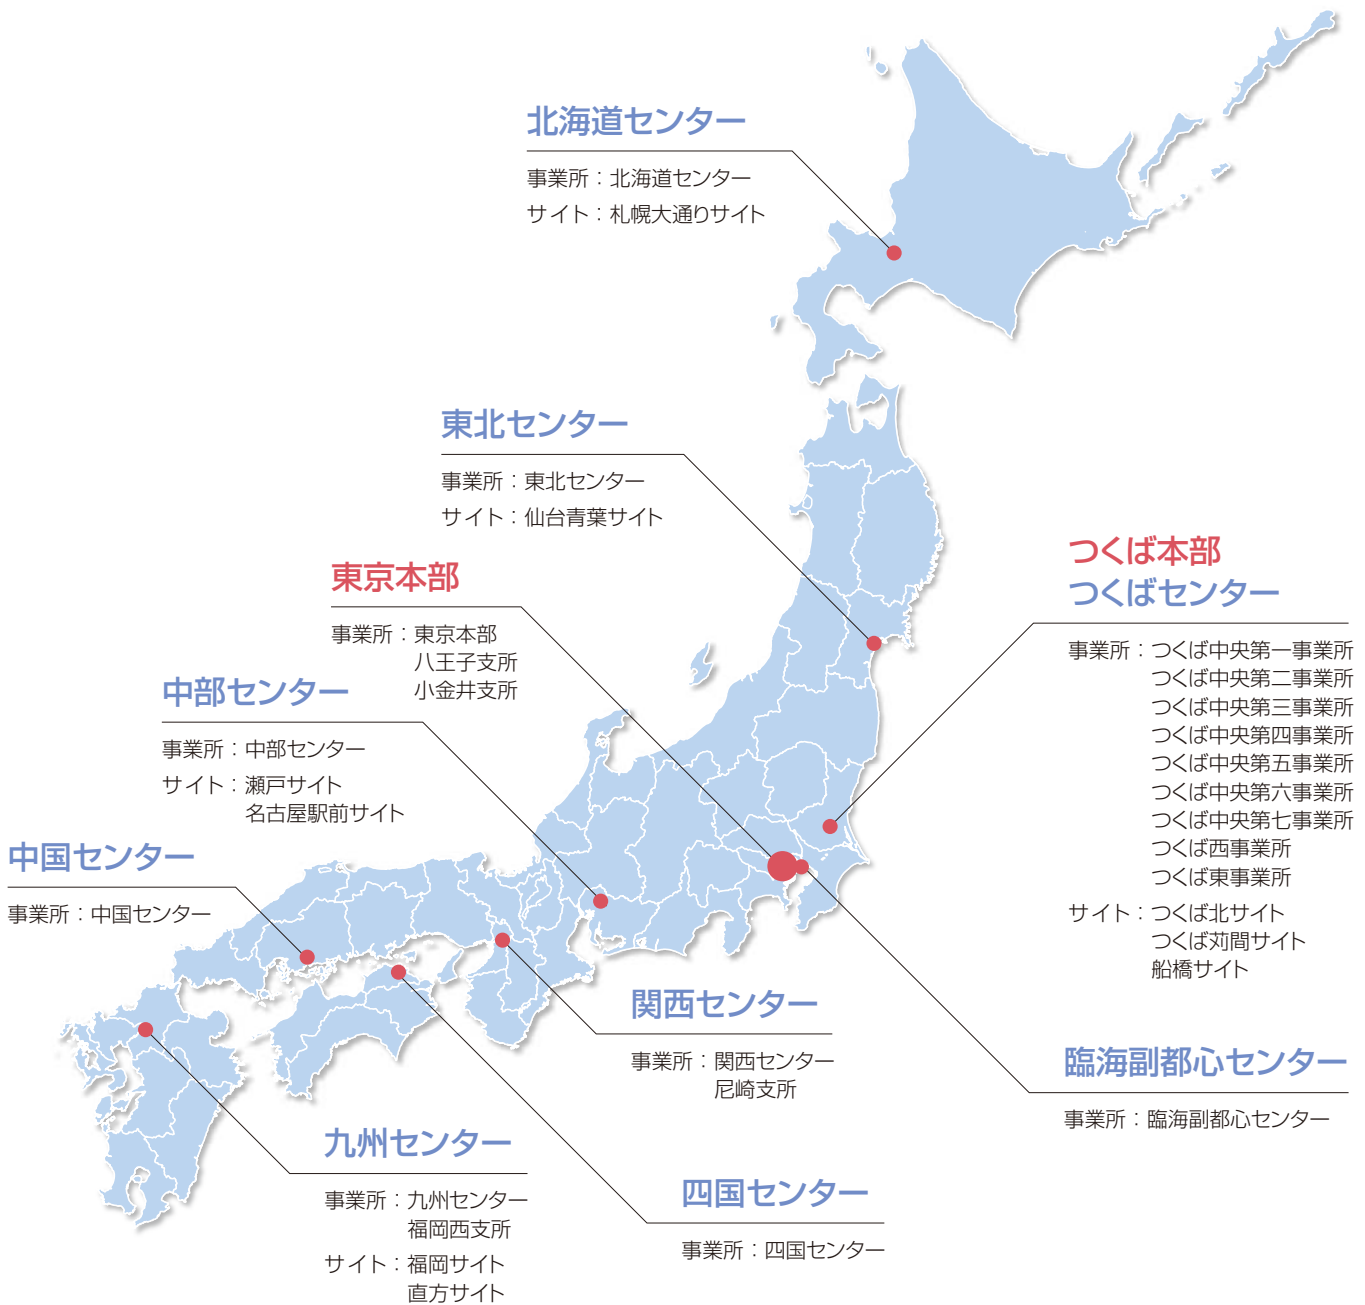 北海道センター
事業所：北海道センター
サイト：札幌大通りサイト
東北センター
事業所：東北センター
サイト：仙台青葉サイト
東京本部
事業所：東京本部
八王子支所
小金井支所
つくば本部
つくばセンター
事業所：つくば中央第一事業所
つくば中央第二事業所
つくば中央第三事業所
つくば中央第四事業所
つくば中央第五事業所
つくば中央第六事業所
つくば中央第七事業所
つくば西事業所
つくば東事業所
サイト：つくば北サイト
つくば苅間サイト
船橋サイト
中部センター
事業所：中部センター
サイト：瀬戸サイト
名古屋駅前サイト
中国センター
事業所：中国センター
関西センター
事業所：関西センター
尼崎支所
臨海副都心センター
事業所：臨海副都心センター
九州センター
事業所：九州センター
福岡西支所
サイト：福岡サイト
直方サイト
四国センター
事業所：四国センター